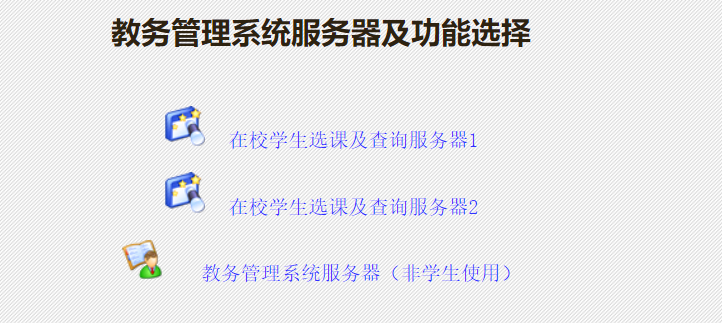 教务管理系统服务器及功能选择
在校学生选课及查询服务器1
在校学生选课及查询服务器2
教务管理系统服务器（非学生使用）